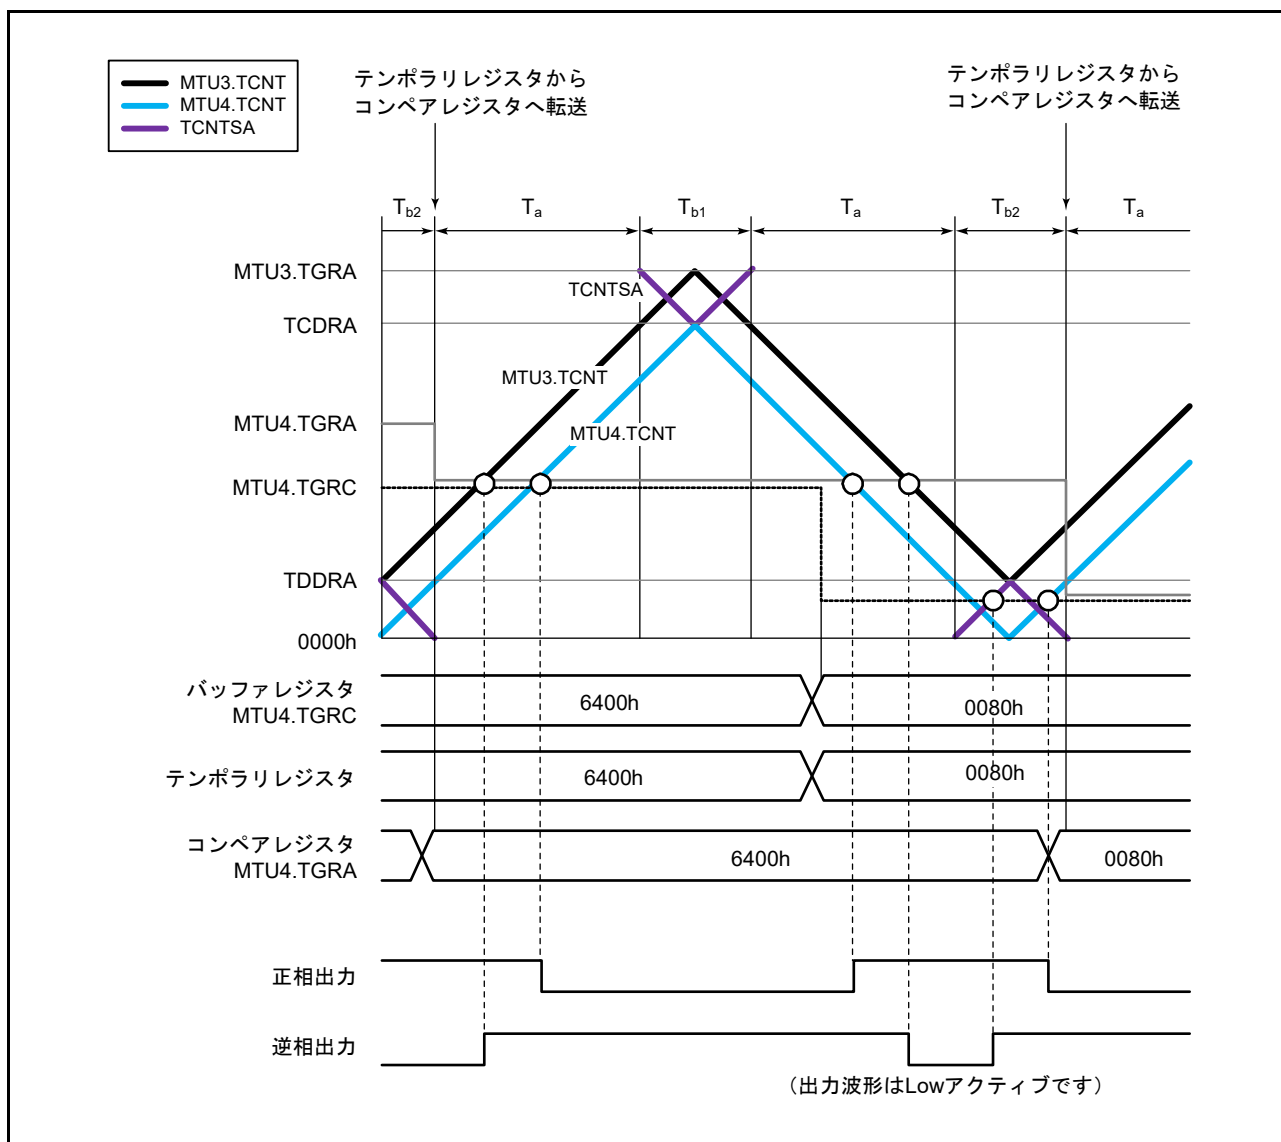 MTU3.TCNT
MTU4.TCNT
TCNTSA
テンポラリレジスタから
コンペアレジスタへ転送
テンポラリレジスタから
コンペアレジスタへ転送
Tb2
Ta
Tb1
Ta
Tb2
Ta
MTU3.TGRA
TCNTSA
TCDRA
MTU3.TCNT
MTU4.TGRA
MTU4.TCNT
MTU4.TGRC
TDDRA
0000h
バッファレジスタ
MTU4.TGRC
6400h
0080h
テンポラリレジスタ
6400h
0080h
コンペアレジスタ
MTU4.TGRA
6400h
0080h
正相出力
逆相出力
（出力波形はLowアクティブです）